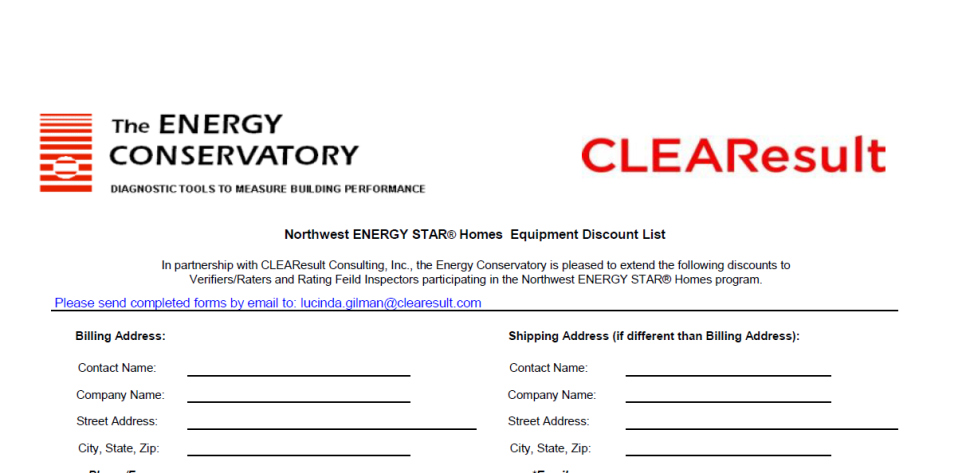 The ENERGY
CONSERVATORY
DIAGNOSTIC TOOLS TO MEASURE BUILDING PERFORMANCE
CLEAResult
Northwest ENERGY STAR® Homes Equipment Discount List
In partnership with CLEAResult Consulting, Inc., the Energy Conservatory is pleased to extend the following discounts to
Verifiers/Raters and Rating Feild Inspectors participating in the Northwest ENERGY STAR® Homes program.
Please send completed forms by email to: lucinda.gilman@clearesult.com
Billing Address:
Shipping Address (if different than Billing Address):
Contact Name:
Contact Name:
Company Name:
Company Name:
Street Address:
Street Address:
City, State, Zip:
City, State, Zip: